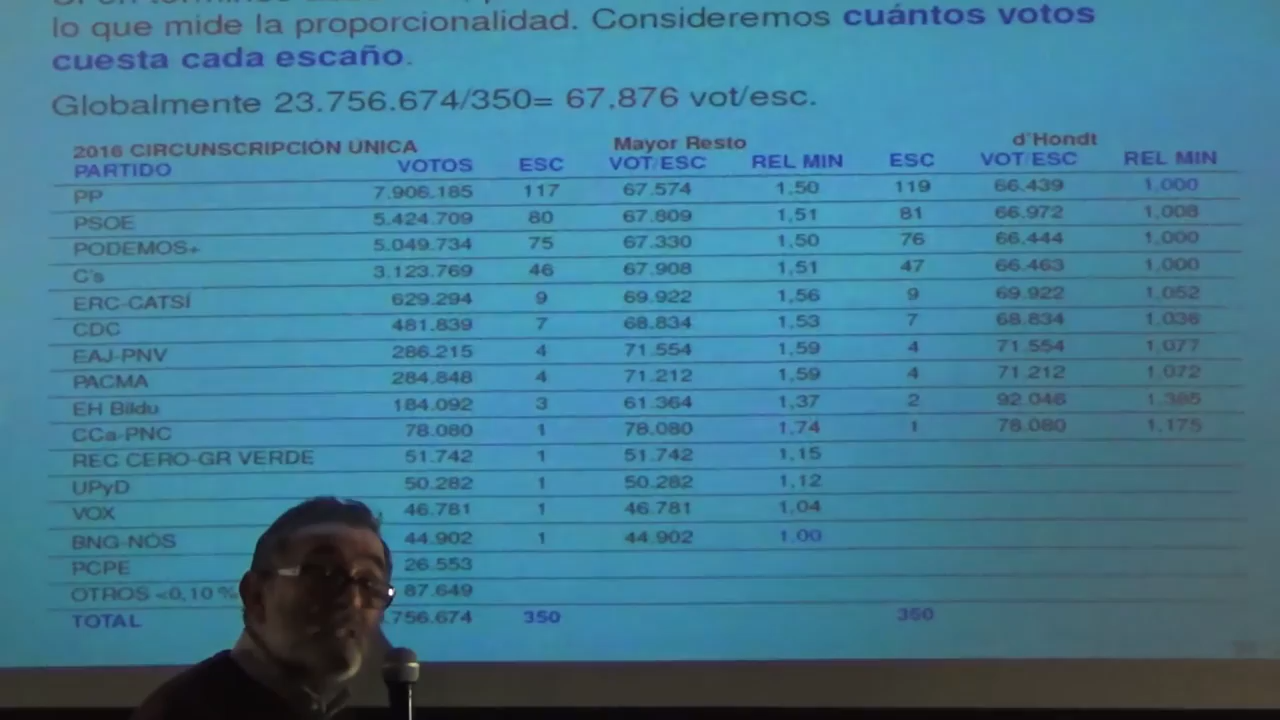 lo que mide la proporcionalidad. Consideremos cuántos votos
cuesta cada escaño.
Globalmente 23.756.674/350= 67.876 vot/esc.
2016 CIRCUNSCRIPCIÓN ÚNICA Mayor Resto d'Hondt
PARTIDO VOTOS ESC VOT/ESC REL MIN ESC VOT/ESC REL MIN
PP 7.906.185 117 67.574 1,50 119 66.439 1.000
PSOE 5.424.709 80 67.809 1,51 81 66.972 1.008
PODEMOS+ 5.049.734 75 67.330 1,50 76 66.444 1.000
C's 3.123.769 46 67.908 1,51 47 66.463 1.000
ERC-CATSÍ 629.294 9 69.922 1,56 9 69.922 1.052
CDC 481.839 7 68.834 1,53 7 68.834 1.036
EAJ-PNV 286.215 4 71.554 1,59 4 71.554 1.077
PACMA 284.848 4 71.212 1,59 4 71.212 1.072
EH Bildu 184.092 3 61.364 1,37 2 92.046 1.385
CCa-PNC 78.080 1 78.080 1,74 1 78.080 1.175
REC CERO-GR VERDE 51.742 1 51.742 1,15
UPyD 50.282 1 50.282 1,12
VOX 46.781 1 46.781 1,04
BNG-NÓS 44.902 1 44.902 1.00
PCPE 26.553
OTROS <0,10 % 87.649
TOTAL .756.674 350 350